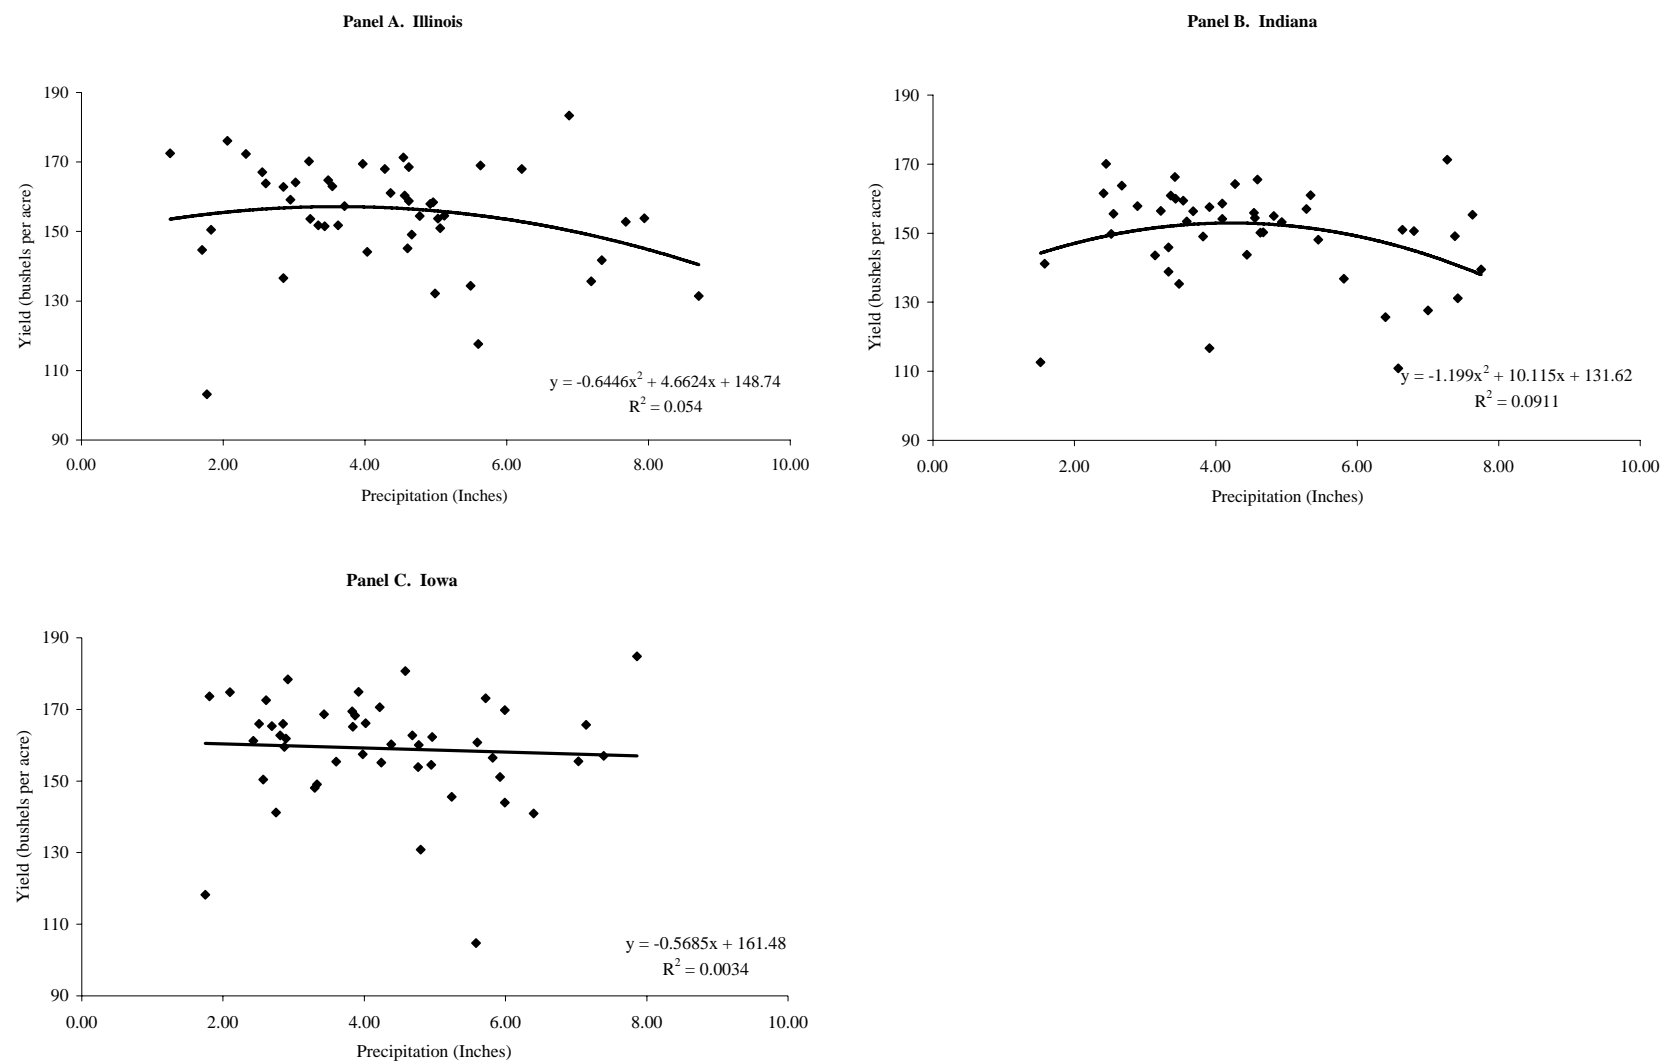 Panel A.  Illinois
190
170
150
130
110
90
Yield (bushels per acre)
y = -0.6446x² + 4.6624x + 148.74
R² = 0.054
0.00 2.00 4.00 6.00 8.00 10.00
Precipitation (Inches)
Panel B.  Indiana
190
170
150
130
110
90
Yield (bushels per acre)
y = -1.199x² + 10.115x + 131.62
R² = 0.0911
0.00 2.00 4.00 6.00 8.00 10.00
Precipitation (Inches)
Panel C.  Iowa
190
170
150
130
110
90
Yield (bushels per acre)
y = -0.5685x + 161.48
R² = 0.0034
0.00 2.00 4.00 6.00 8.00 10.00
Precipitation (Inches)